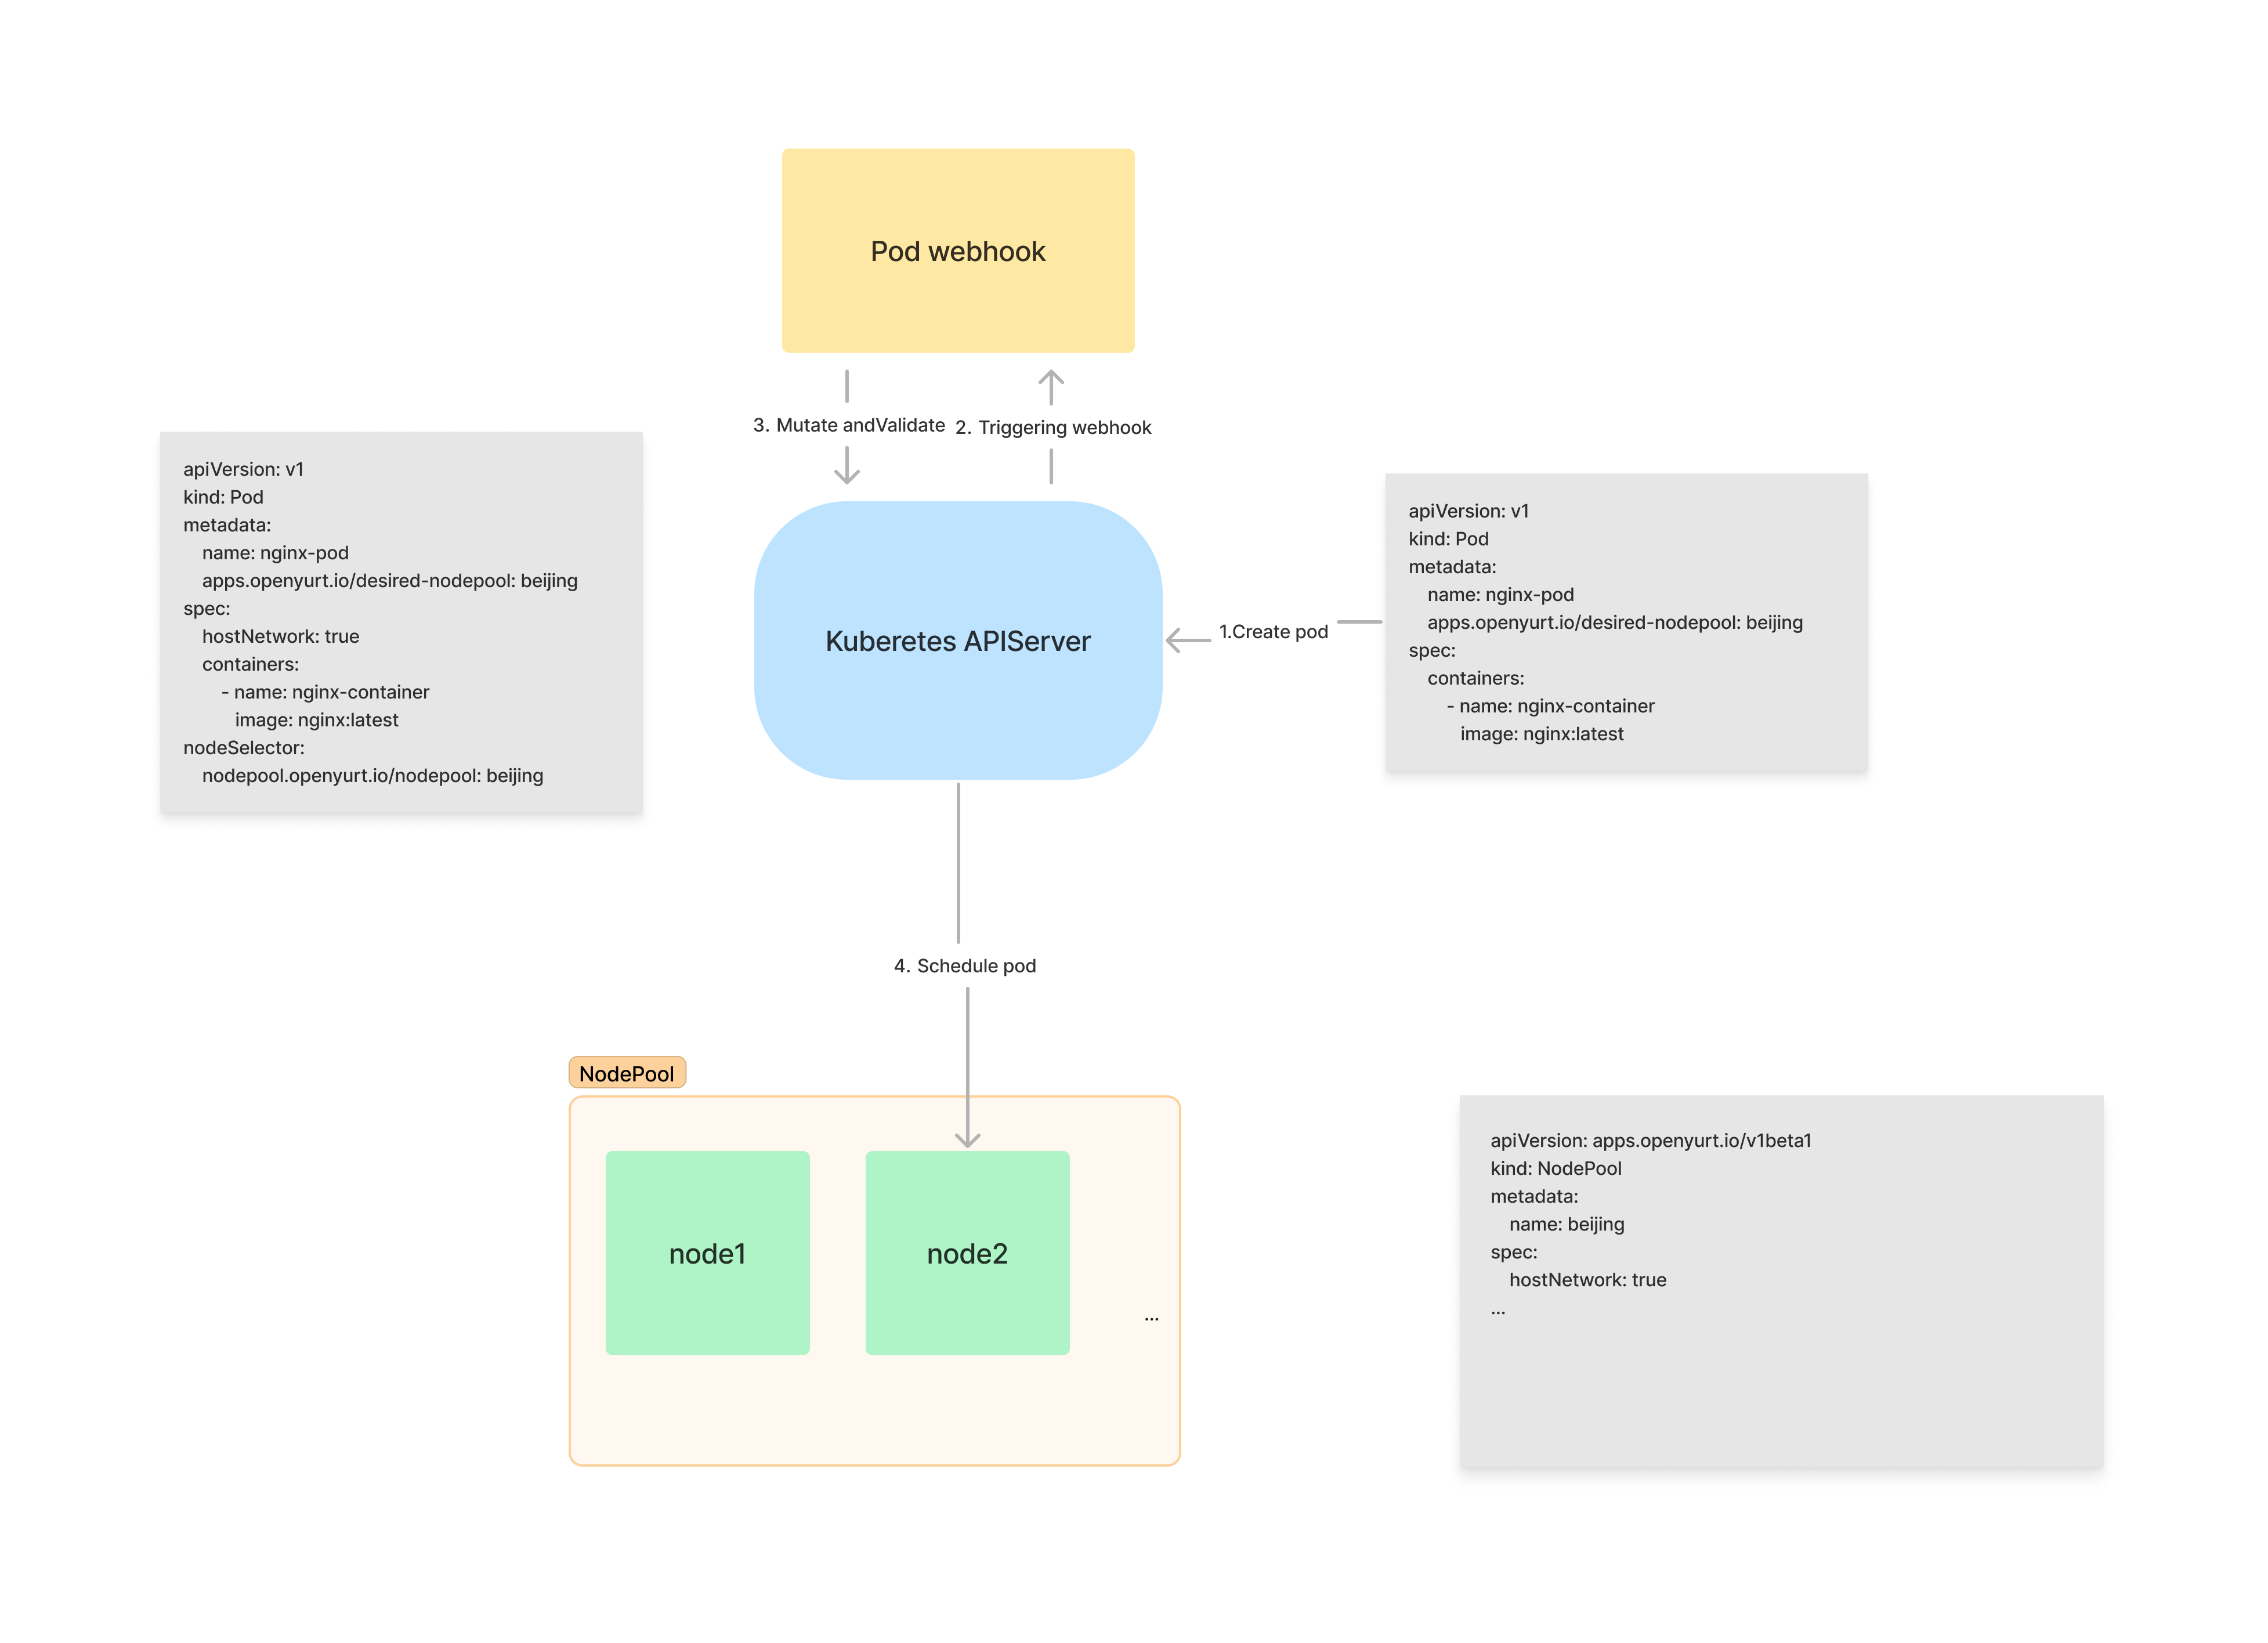 Pod webhook
3. Mutate andValidate
2. Triggering webhook
apiVersion: v1
kind: Pod
metadata:
name: nginx-pod
apps.openyurt.io/desired-nodepool: beijing
spec:
hostNetwork: true
containers:
- name: nginx-container
image: nginx:latest
nodeSelector:
nodepool.openyurt.io/nodepool: beijing
Kuberetes APIServer
1.Create pod
apiVersion: v1
kind: Pod
metadata:
name: nginx-pod
apps.openyurt.io/desired-nodepool: beijing
spec:
containers:
- name: nginx-container
image: nginx:latest
4. Schedule pod
NodePool
node1
node2
...
apiVersion: apps.openyurt.io/v1beta1
kind: NodePool
metadata:
name: beijing
spec:
hostNetwork: true
...